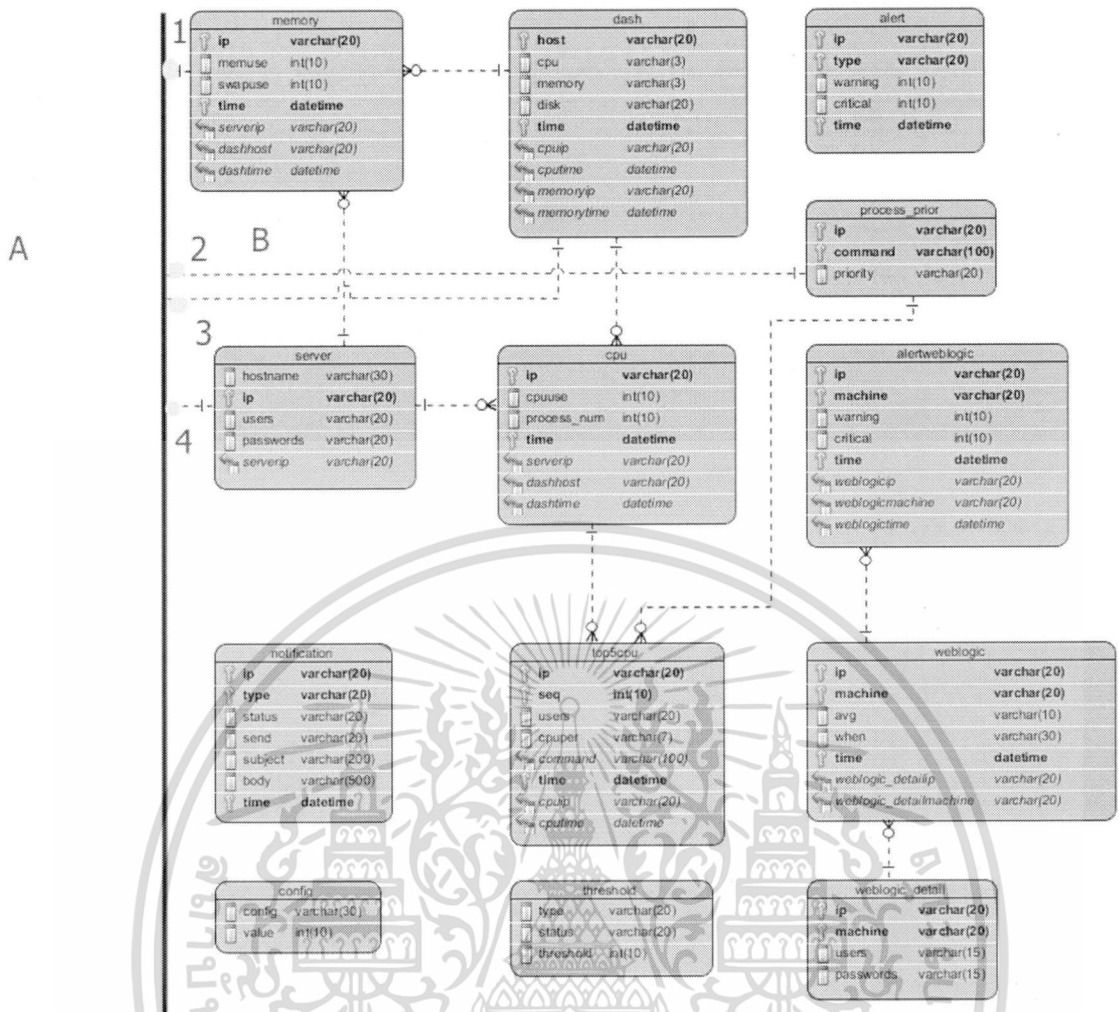 A
B
1
2
3
4
memory
ip varchar(20)
memuse int(10)
swapuse int(10)
time datetime
serverip varchar(20)
dashhost varchar(20)
dashtime datetime
dash
host varchar(20)
cpu varchar(3)
memory varchar(3)
disk varchar(20)
time datetime
cpuip varchar(20)
cputime datetime
memoryip varchar(20)
memorytime datetime
alert
ip varchar(20)
type varchar(20)
warning int(10)
critical int(10)
time datetime
process_prior
ip varchar(20)
command varchar(100)
priority varchar(20)
server
hostname varchar(30)
ip varchar(20)
users varchar(20)
passwords varchar(20)
serverip varchar(20)
cpu
ip varchar(20)
cpuuse int(10)
process_num int(10)
time datetime
serverip varchar(20)
dashhost varchar(20)
dashtime datetime
alertweblogic
ip varchar(20)
machine varchar(20)
warning int(10)
critical int(10)
time datetime
weblogicip varchar(20)
weblogicmachine varchar(20)
weblogictime datetime
notification
ip varchar(20)
type varchar(20)
status varchar(20)
send varchar(20)
subject varchar(200)
body varchar(500)
time datetime
top5cpu
ip varchar(20)
seq int(10)
users varchar(20)
cpuper varchar(7)
command varchar(100)
time datetime
cpuip varchar(20)
cputime datetime
weblogic
ip varchar(20)
machine varchar(20)
avg varchar(10)
when varchar(30)
time datetime
weblogic_detailip varchar(20)
weblogic_detailmachine varchar(20)
config
config varchar(30)
value int(10)
threshold
type varchar(20)
status varchar(20)
threshold int(10)
weblogic_detail
ip varchar(20)
machine varchar(20)
users varchar(15)
passwords varchar(15)